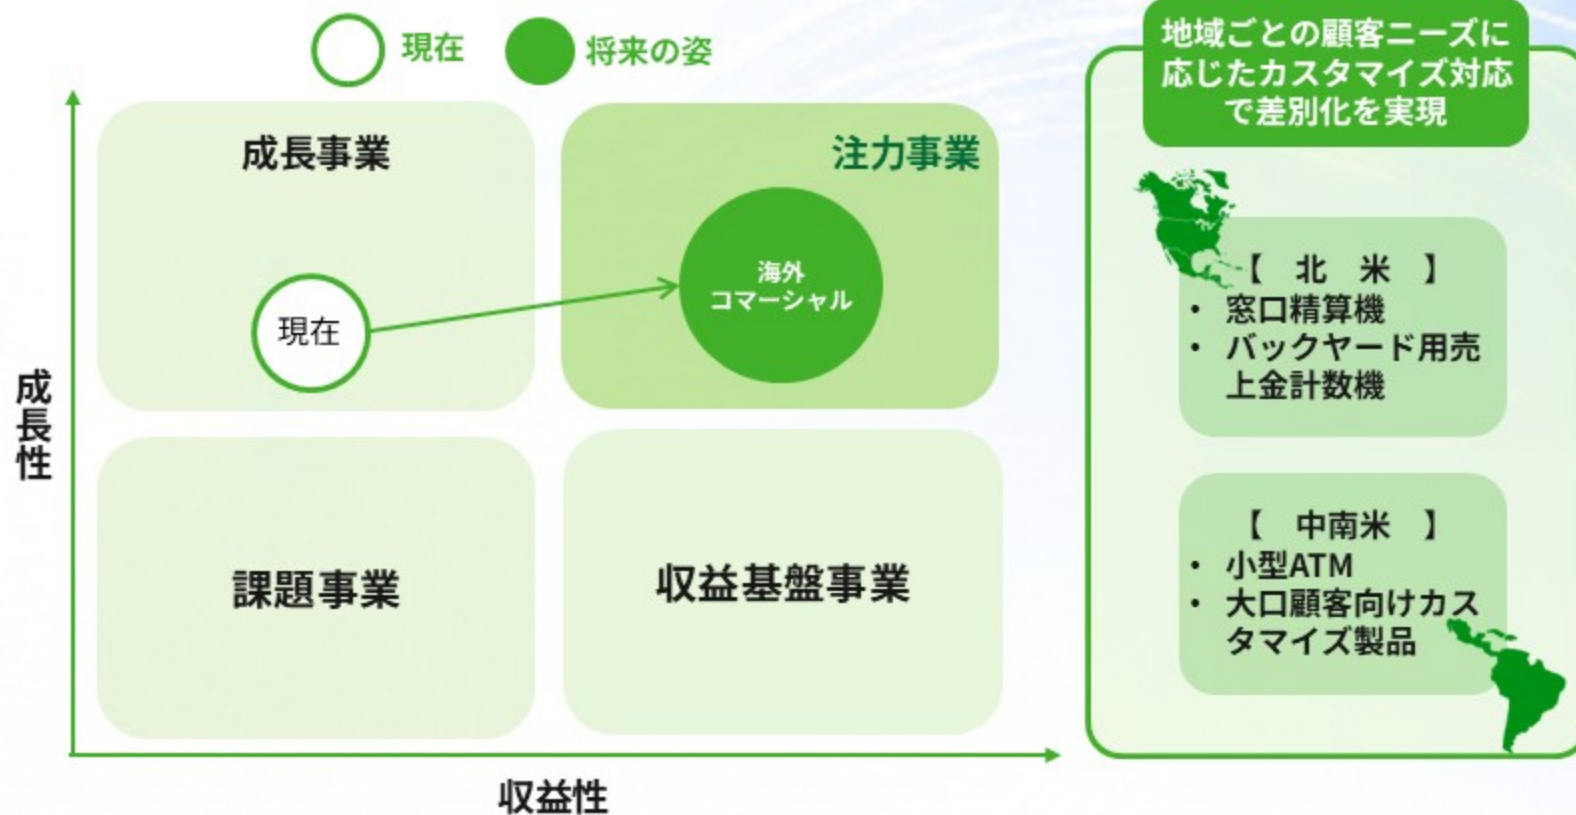 現在
将来の姿
成長事業
注力事業
現在
海外
コマーシャル
課題事業
収益基盤事業
成長性
収益性
地域ごとの顧客ニーズに
応じたカスタマイズ対応
で差別化を実現
【　北　米　】
• 窓口精算機
• バックヤード用売
上金計数機
【　中南米　】
• 小型ATM
• 大口顧客向けカス
タマイズ製品